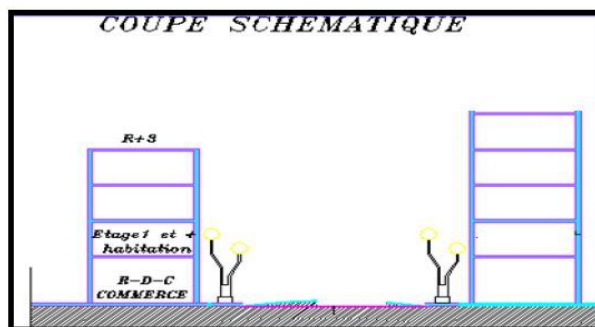 COUPE SCHEMATIQUE
R+3
Etage1 et +
habitation
R-D-C
COMMERCE